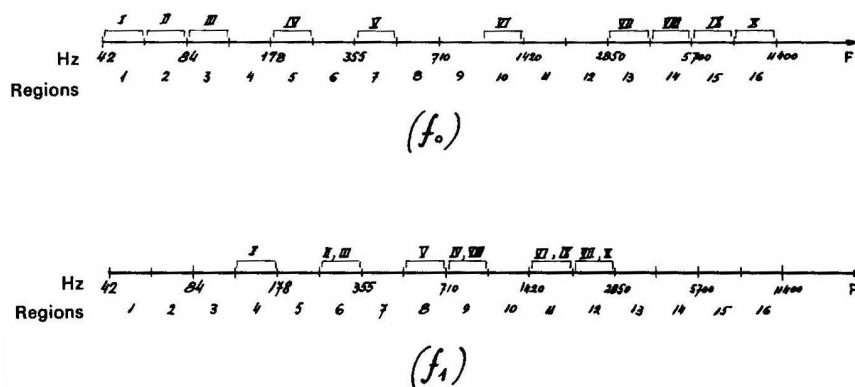 I II III IV V VI VII VIII IX X
Hz 42 84 178 355 710 1420 2850 5700 11400 F
Regions 1 2 3 4 5 6 7 8 9 10 11 12 13 14 15 16
(f₀)
I II, III V IV, VIII VI, IX VII, X
Hz 42 84 178 355 710 1420 2850 5700 11400 F
Regions 1 2 3 4 5 6 7 8 9 10 11 12 13 14 15 16
(f₁)